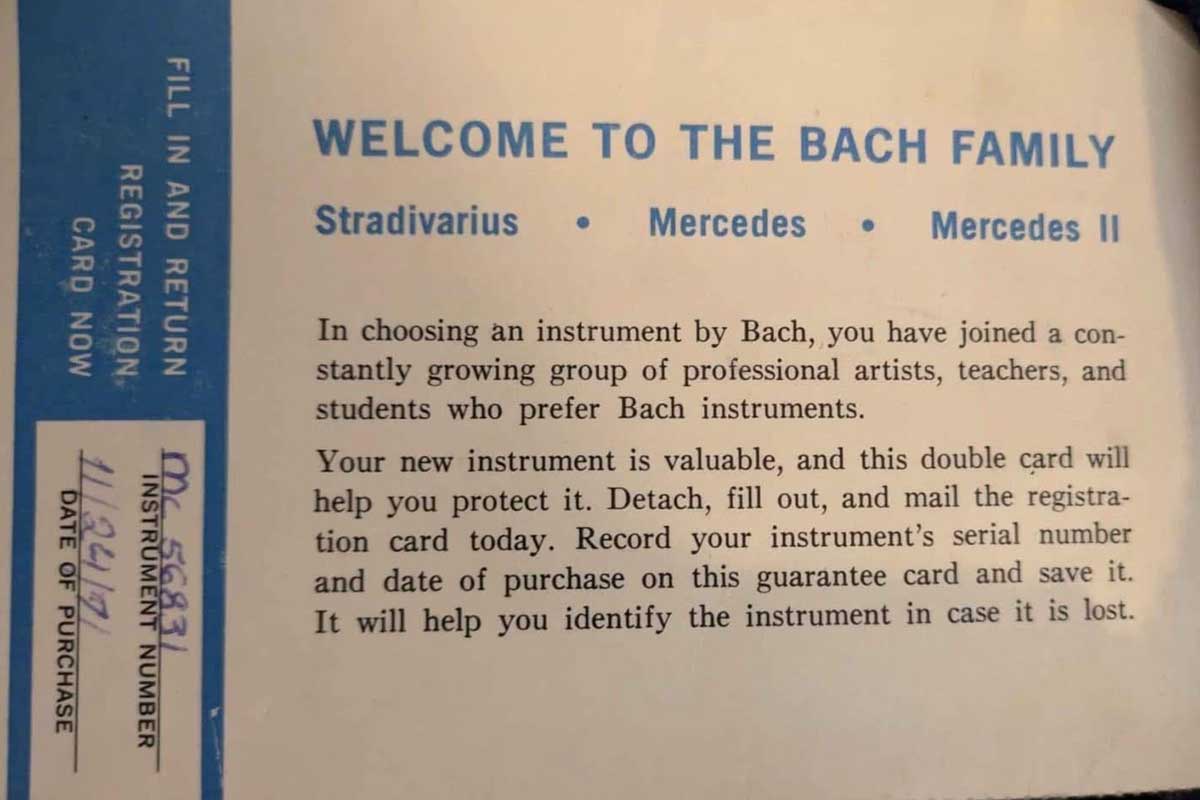 FILL IN AND RETURN
REGISTRATION
CARD NOW
Mc 56831
INSTRUMENT NUMBER
11/24/71
DATE OF PURCHASE
WELCOME TO THE BACH FAMILY
Stradivarius • Mercedes • Mercedes II
In choosing an instrument by Bach, you have joined a con-
stantly growing group of professional artists, teachers, and
students who prefer Bach instruments.
Your new instrument is valuable, and this double card will
help you protect it. Detach, fill out, and mail the registra-
tion card today. Record your instrument's serial number
and date of purchase on this guarantee card and save it.
It will help you identify the instrument in case it is lost.